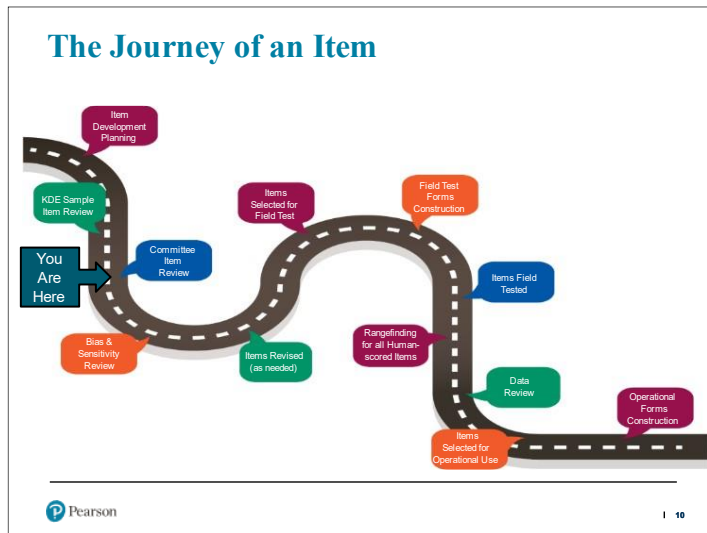 The Journey of an Item
Item
Development
Planning
KDE Sample
Item Review
You
Are
Here
Committee
Item
Review
Bias &
Sensitivity
Review
Items Revised
(as needed)
Items
Selected for
Field Test
Field Test
Forms
Construction
Items Field
Tested
Rangefinding
for all Human-
scored Items
Data
Review
Items
Selected for
Operational Use
Operational
Forms
Construction
Pearson
10